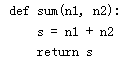 def sum(n1, n2):
    s = n1 + n2
    return s